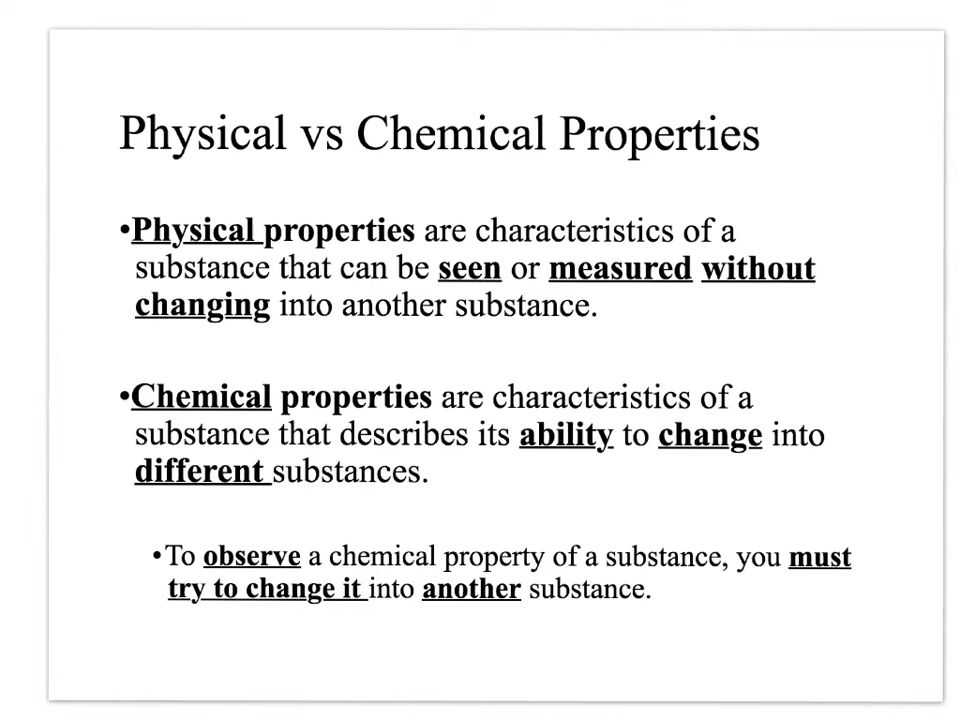 Physical vs Chemical Properties
•Physical properties are characteristics of a
substance that can be seen or measured without
changing into another substance.
•Chemical properties are characteristics of a
substance that describes its ability to change into
different substances.
•To observe a chemical property of a substance, you must
try to change it into another substance.